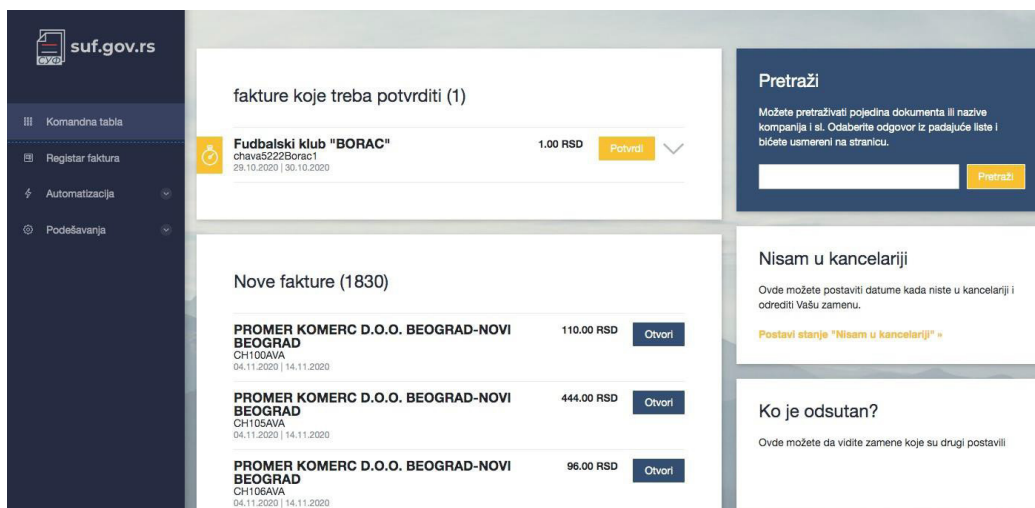 СУФ
suf.gov.rs
Komandna tabla
Registar faktura
Automatizacija
Podešavanja
fakture koje treba potvrditi (1)
Fudbalski klub "BORAC"
1.00 RSD
Potvrdi
chava5222Borac1
29.10.2020 | 30.10.2020
Nove fakture (1830)
PROMER KOMERC D.O.O. BEOGRAD-NOVI
BEOGRAD
110.00 RSD
Otvori
CH100AVA
04.11.2020 | 14.11.2020
PROMER KOMERC D.O.O. BEOGRAD-NOVI
BEOGRAD
444.00 RSD
Otvori
CH105AVA
04.11.2020 | 14.11.2020
PROMER KOMERC D.O.O. BEOGRAD-NOVI
BEOGRAD
96.00 RSD
Otvori
CH106AVA
04.11.2020 | 14.11.2020
Pretraži
Možete pretraživati pojedina dokumenta ili nazive
kompanija i sl. Odaberite odgovor iz padajuće liste i
bićete usmereni na stranicu.
Pretraži
Nisam u kancelariji
Ovde možete postaviti datume kada niste u kancelariji i
odrediti Vašu zamenu.
Postavi stanje "Nisam u kancelariji" »
Ko je odsutan?
Ovde možete da vidite zamene koje su drugi postavili